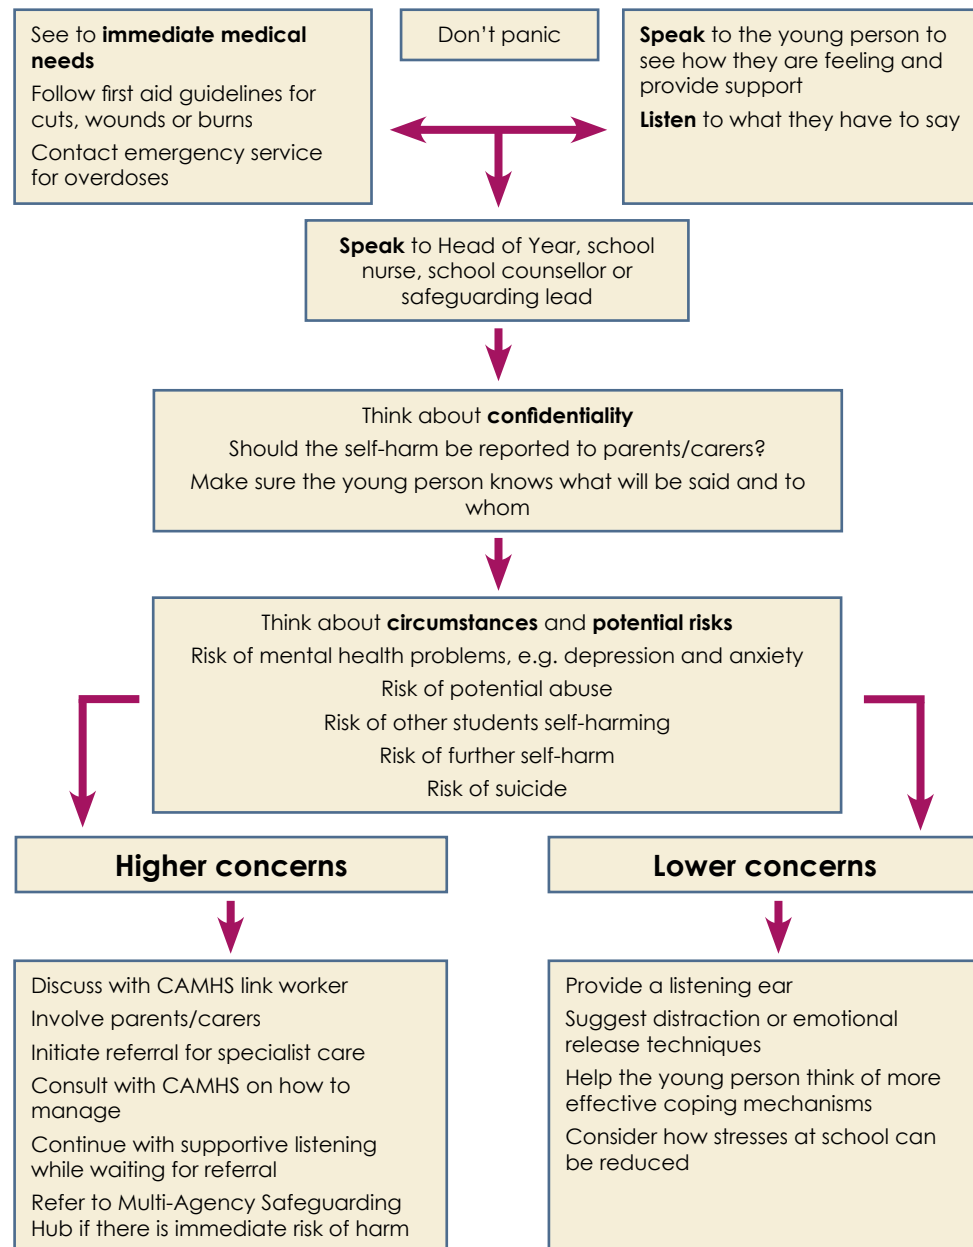 See to immediate medical
needs
Follow first aid guidelines for
cuts, wounds or burns
Contact emergency service
for overdoses
Don't panic
Speak to the young person to
see how they are feeling and
provide support
Listen to what they have to say
Speak to Head of Year, school
nurse, school counsellor or
safeguarding lead
Think about confidentiality
Should the self-harm be reported to parents/carers?
Make sure the young person knows what will be said and to
whom
Think about circumstances and potential risks
Risk of mental health problems, e.g. depression and anxiety
Risk of potential abuse
Risk of other students self-harming
Risk of further self-harm
Risk of suicide
Higher concerns
Discuss with CAMHS link worker
Involve parents/carers
Initiate referral for specialist care
Consult with CAMHS on how to
manage
Continue with supportive listening
while waiting for referral
Refer to Multi-Agency Safeguarding
Hub if there is immediate risk of harm
Lower concerns
Provide a listening ear
Suggest distraction or emotional
release techniques
Help the young person think of more
effective coping mechanisms
Consider how stresses at school can
be reduced